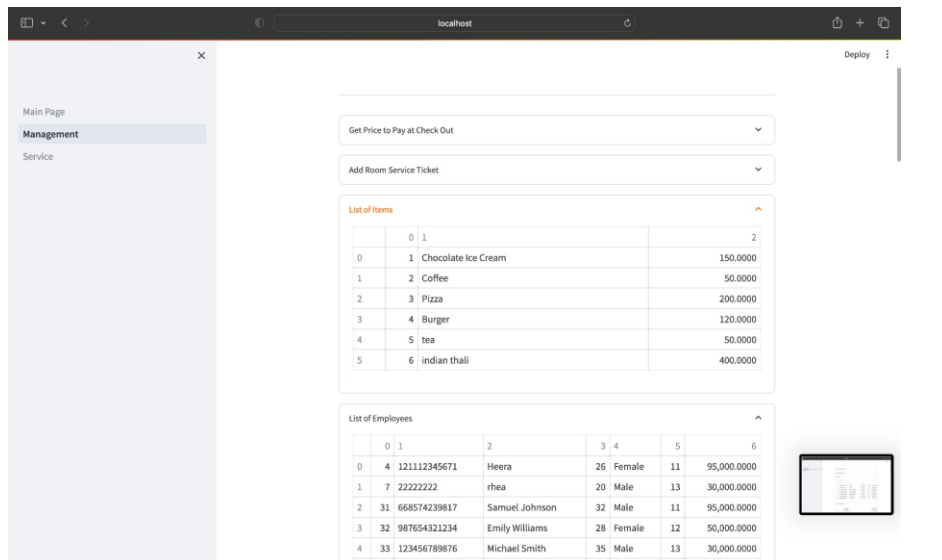 localhost
Deploy
Main Page
Management
Service
Get Price to Pay at Check Out
Add Room Service Ticket
List of Items
0 1 2
0 1 Chocolate Ice Cream 150.0000
1 2 Coffee 50.0000
2 3 Pizza 200.0000
3 4 Burger 120.0000
4 5 tea 50.0000
5 6 indian thali 400.0000
List of Employees
0 1 2 3 4 5 6
0 4 121112345671 Heera 26 Female 11 95,000.0000
1 7 22222222 rhea 20 Male 13 30,000.0000
2 31 668574239817 Samuel Johnson 32 Male 11 95,000.0000
3 32 987654321234 Emily Williams 28 Female 12 50,000.0000
4 33 123456789876 Michael Smith 35 Male 13 30,000.0000